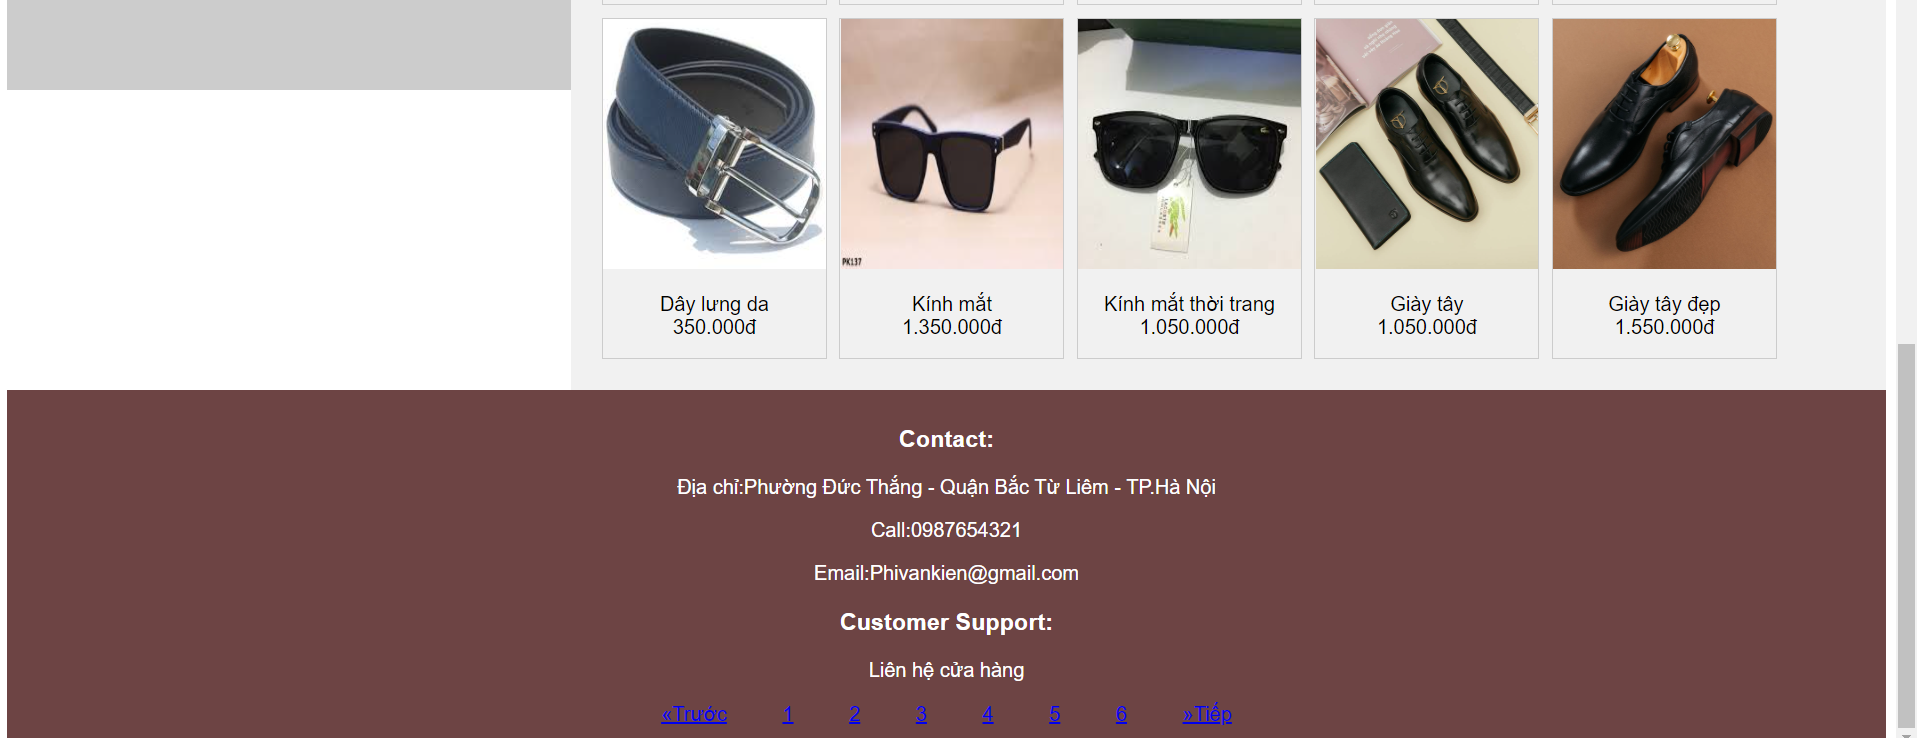 PK137
Dây lưng da
350.000đ
Kính mắt
1.350.000đ
Kính mắt thời trang
1.050.000đ
Giày tây
1.050.000đ
Giày tây đẹp
1.550.000đ
Contact:
Địa chỉ:Phường Đức Thắng - Quận Bắc Từ Liêm - TP.Hà Nội
Call:0987654321
Email:Phivankien@gmail.com
Customer Support:
Liên hệ cửa hàng
«Trước 1 2 3 4 5 6 »Tiếp